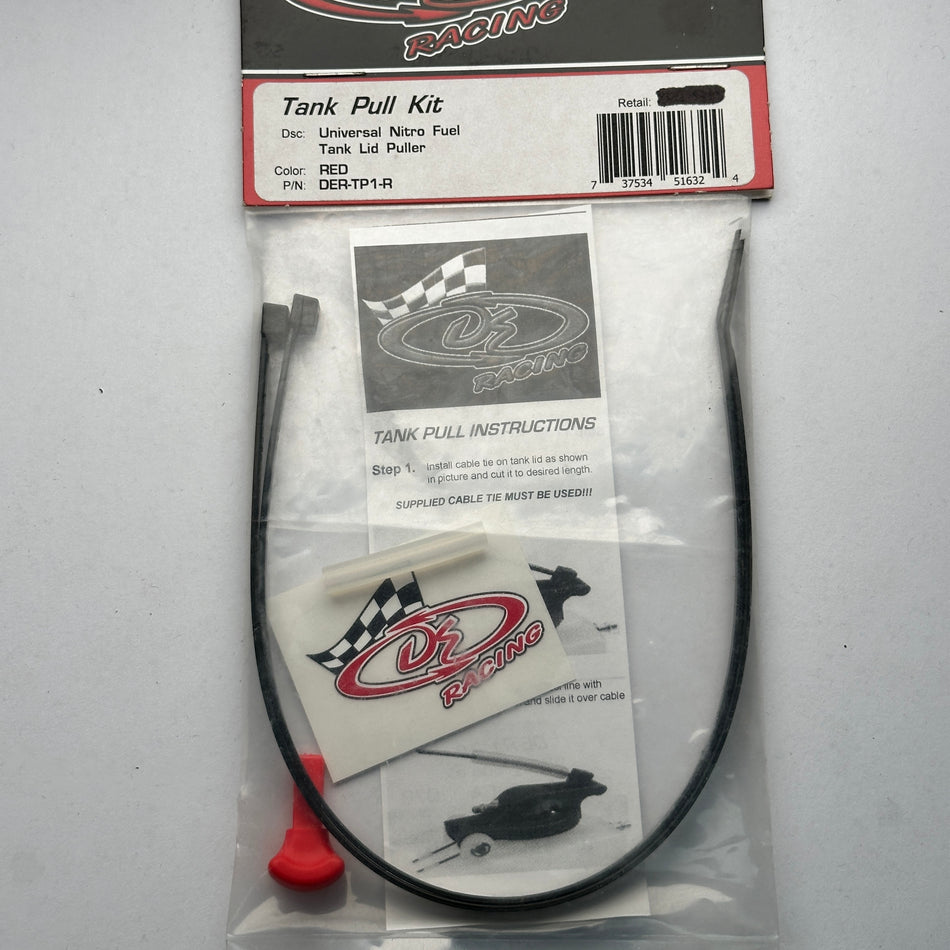 RACING
Tank Pull Kit
Retail:
Dsc: Universal Nitro Fuel
Tank Lid Puller
Color: RED
P/N: DER-TP1-R
7 37534 51632 4
DE
RACING
TANK PULL INSTRUCTIONS
Step 1. Install cable tie on tank lid as shown
in picture and cut it to desired length.
SUPPLIED CABLE TIE MUST BE USED!!!
DE
RACING
line with
and slide it over cable